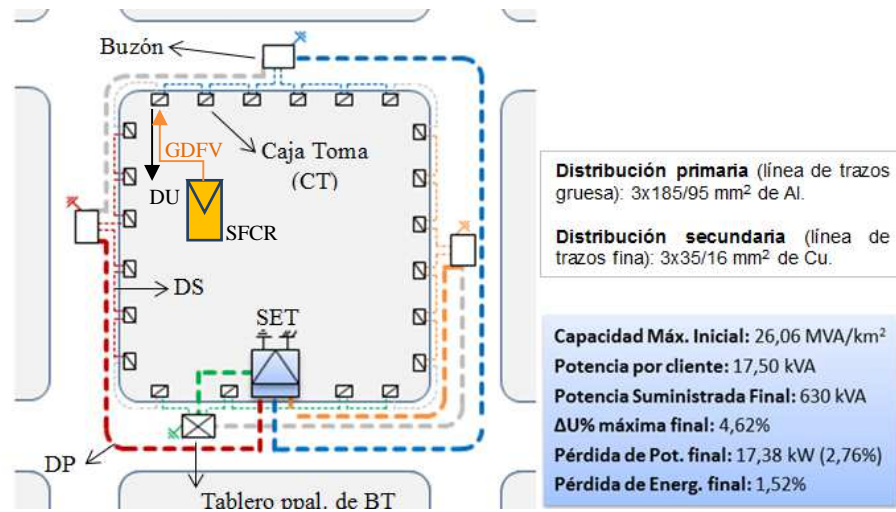 Buzón
GDFV
Caja Toma
(CT)
DU
SFCR
DS
SET
DP
Tablero ppal. de BT
Distribución primaria (línea de trazos
gruesa): 3x185/95 mm² de Al.
Distribución secundaria (línea de
trazos fina): 3x35/16 mm² de Cu.
Capacidad Máx. Inicial: 26,06 MVA/km²
Potencia por cliente: 17,50 kVA
Potencia Suministrada Final: 630 kVA
ΔU% máxima final: 4,62%
Pérdida de Pot. final: 17,38 kW (2,76%)
Pérdida de Energ. final: 1,52%